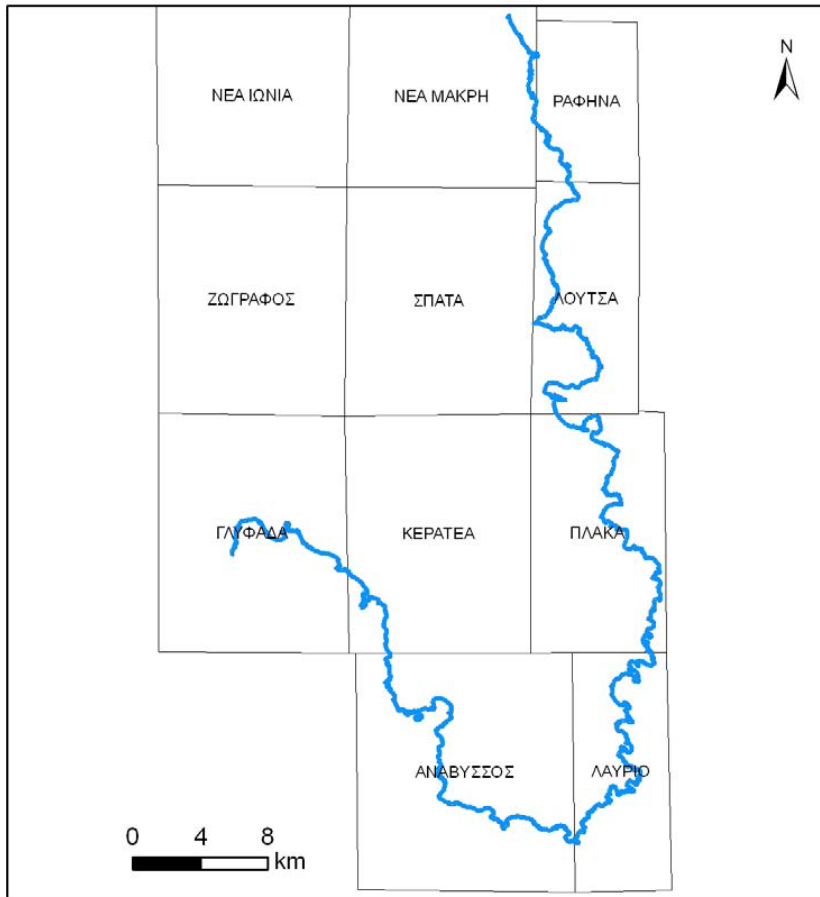 N
ΝΕΑ ΙΩΝΙΑ
ΝΕΑ ΜΑΚΡΗ
ΡΑΦΗΝΑ
ΖΩΓΡΑΦΟΣ
ΣΠΑΤΑ
ΛΟΥΤΣΑ
ΓΛΥΦΑΔΑ
ΚΕΡΑΤΕΑ
ΠΛΑΚΑ
ΑΝΑΒΥΣΣΟΣ
ΛΑΥΡΙΟ
0 4 8
km